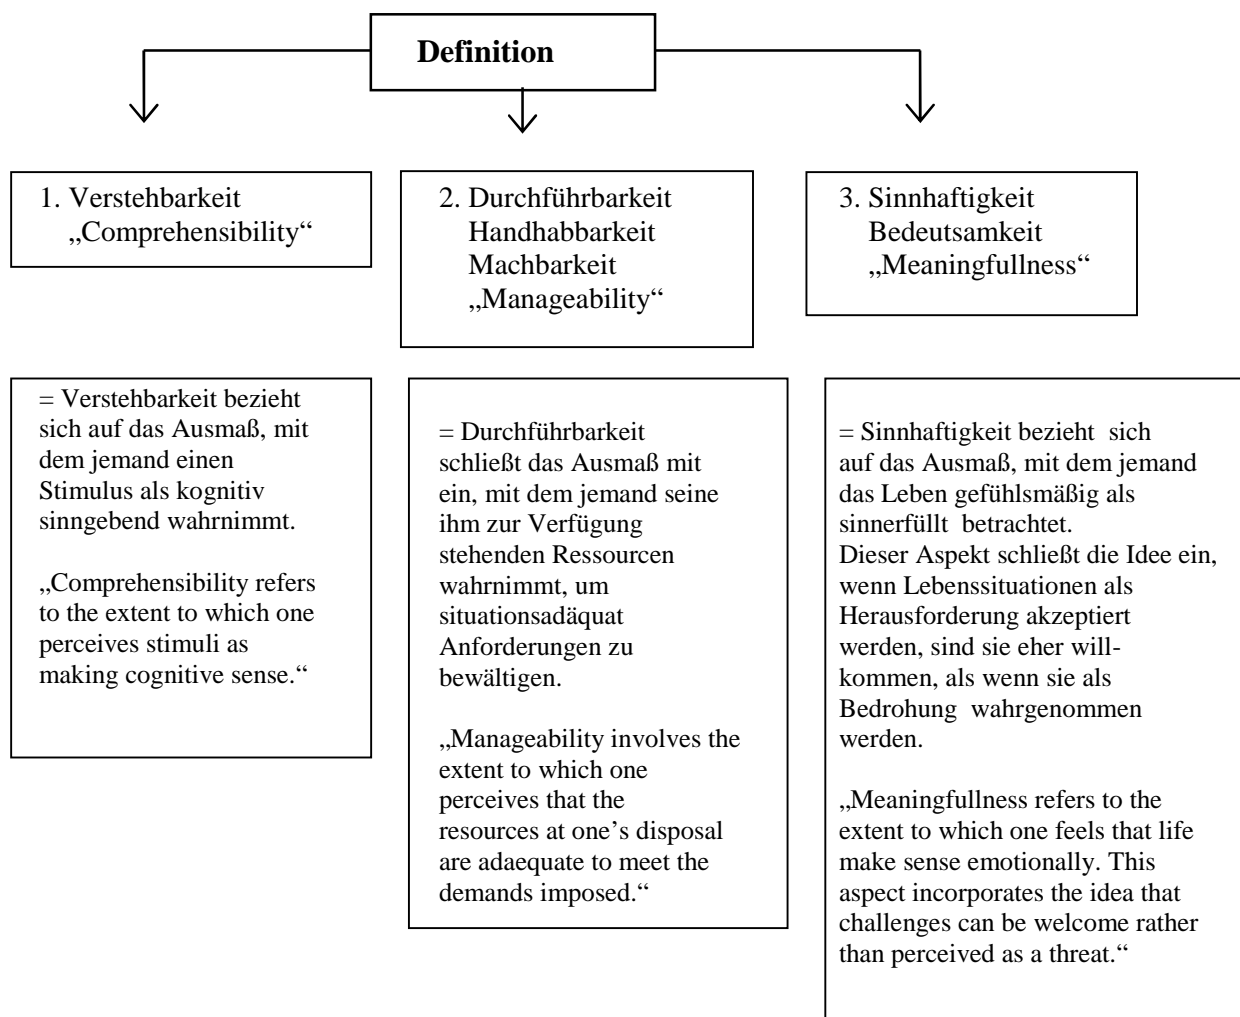 Definition
1. Verstehbarkeit
„Comprehensibility“
2. Durchführbarkeit
Handhabbarkeit
Machbarkeit
„Manageability“
3. Sinnhaftigkeit
Bedeutsamkeit
„Meaningfullness“
= Verstehbarkeit bezieht
sich auf das Ausmaß, mit
dem jemand einen
Stimulus als kognitiv
sinngebend wahrnimmt.
„Comprehensibility refers
to the extent to which one
perceives stimuli as
making cognitive sense.“
= Durchführbarkeit
schließt das Ausmaß mit
ein, mit dem jemand seine
ihm zur Verfügung
stehenden Ressourcen
wahrnimmt, um
situationsadäquat
Anforderungen zu
bewältigen.
„Manageability involves the
extent to which one
perceives that the
resources at one’s disposal
are adaequate to meet the
demands imposed.“
= Sinnhaftigkeit bezieht sich
auf das Ausmaß, mit dem jemand
das Leben gefühlsmäßig als
sinnerfüllt betrachtet.
Dieser Aspekt schließt die Idee ein,
wenn Lebenssituationen als
Herausforderung akzeptiert
werden, sind sie eher will-
kommen, als wenn sie als
Bedrohung wahrgenommen
werden.
„Meaningfullness refers to the
extent to which one feels that life
make sense emotionally. This
aspect incorporates the idea that
challenges can be welcome rather
than perceived as a threat.“